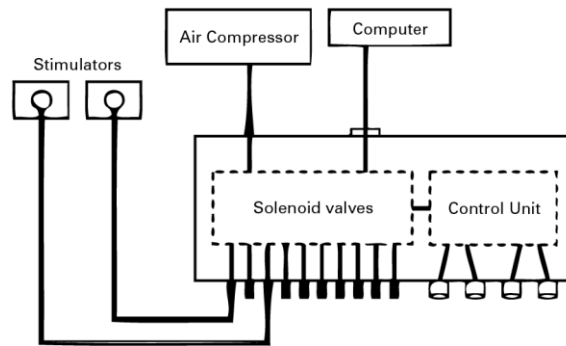 Air Compressor
Computer
Stimulators
Solenoid valves
Control Unit